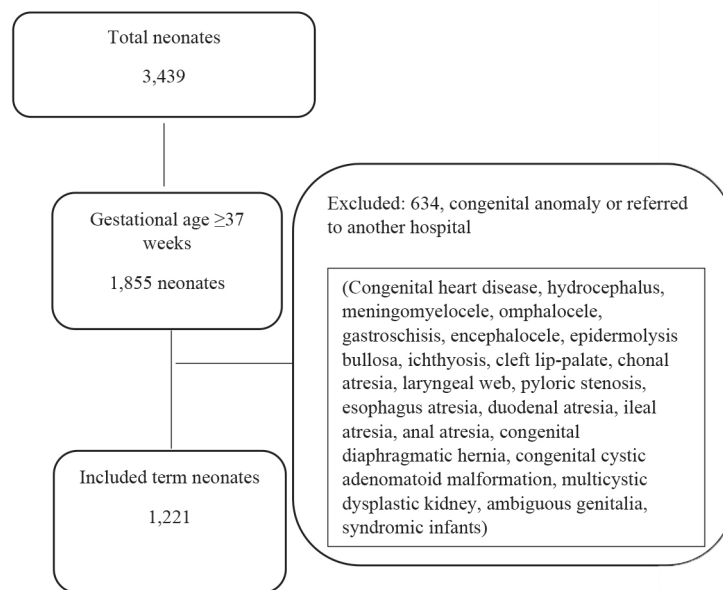 Total neonates
3,439
Gestational age ≥37
weeks
1,855 neonates
Excluded: 634, congenital anomaly or referred
to another hospital
(Congenital heart disease, hydrocephalus,
meningomyelocele, omphalocele,
gastroschisis, encephalocele, epidermolysis
bullosa, ichthyosis, cleft lip-palate, chonal
atresia, laryngeal web, pyloric stenosis,
esophagus atresia, duodenal atresia, ileal
atresia, anal atresia, congenital
diaphragmatic hernia, congenital cystic
adenomatoid malformation, multicystic
dysplastic kidney, ambiguous genitalia,
syndromic infants)
Included term neonates
1,221